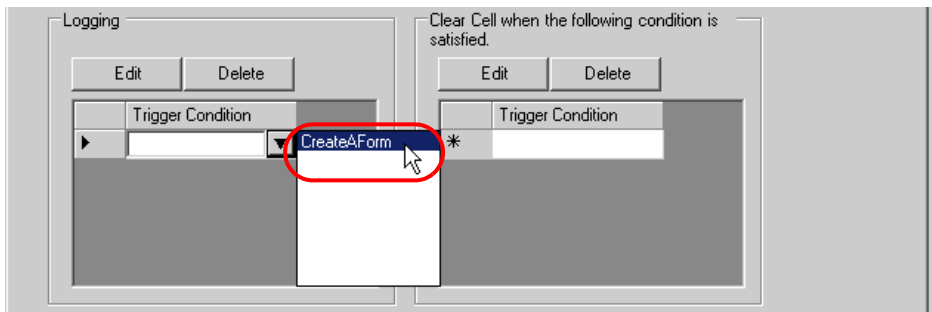 Logging
Edit
Delete
Trigger Condition
CreateAForm
Clear Cell when the following condition is
satisfied.
Edit
Delete
Trigger Condition